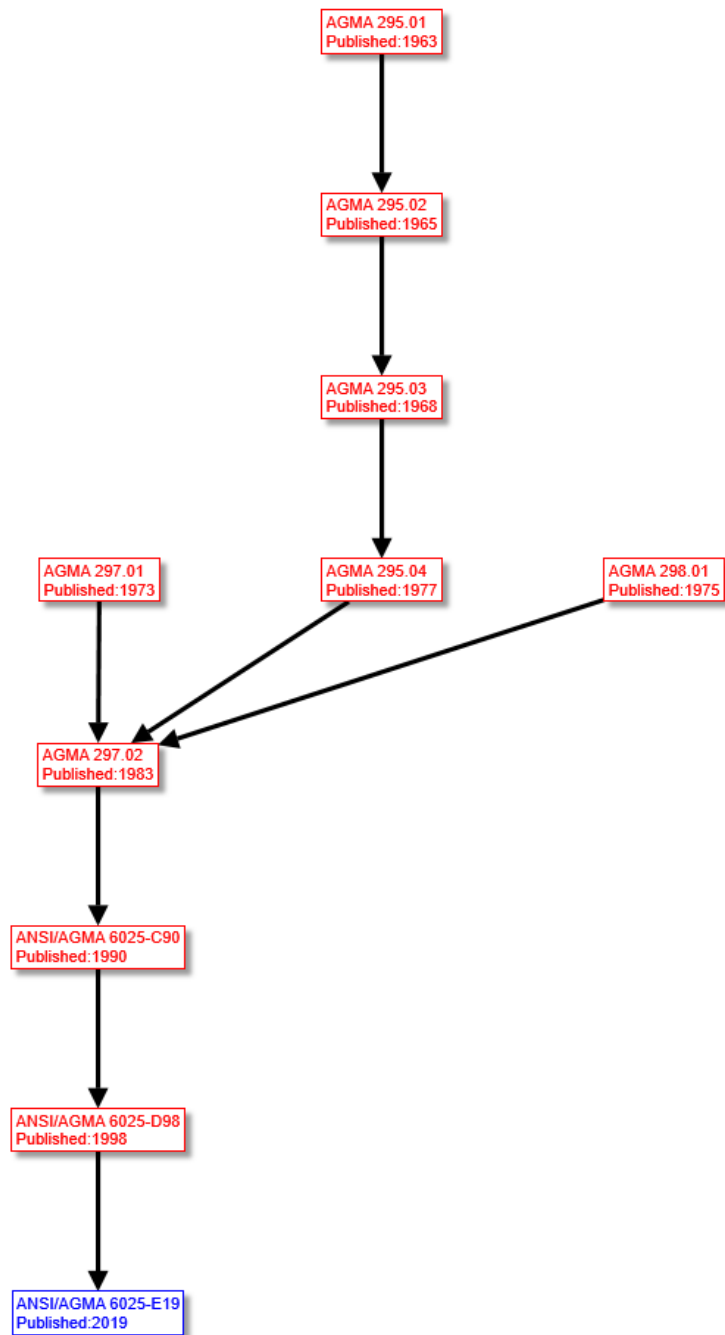 AGMA 295.01
Published:1963
AGMA 295.02
Published:1965
AGMA 295.03
Published:1968
AGMA 297.01
Published:1973
AGMA 295.04
Published:1977
AGMA 298.01
Published:1975
AGMA 297.02
Published:1983
ANSI/AGMA 6025-C90
Published:1990
ANSI/AGMA 6025-D98
Published:1998
ANSI/AGMA 6025-E19
Published:2019